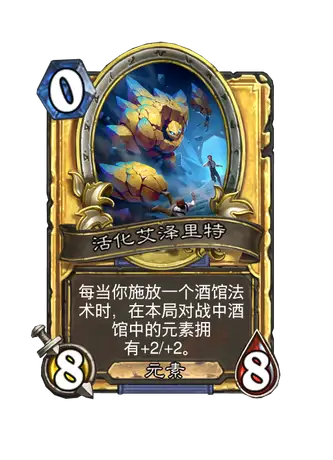 0
活化艾泽里特
每当你施放一个酒馆法
术时，在本局对战中酒
馆中的元素拥
有+2/+2。
8
元素
8